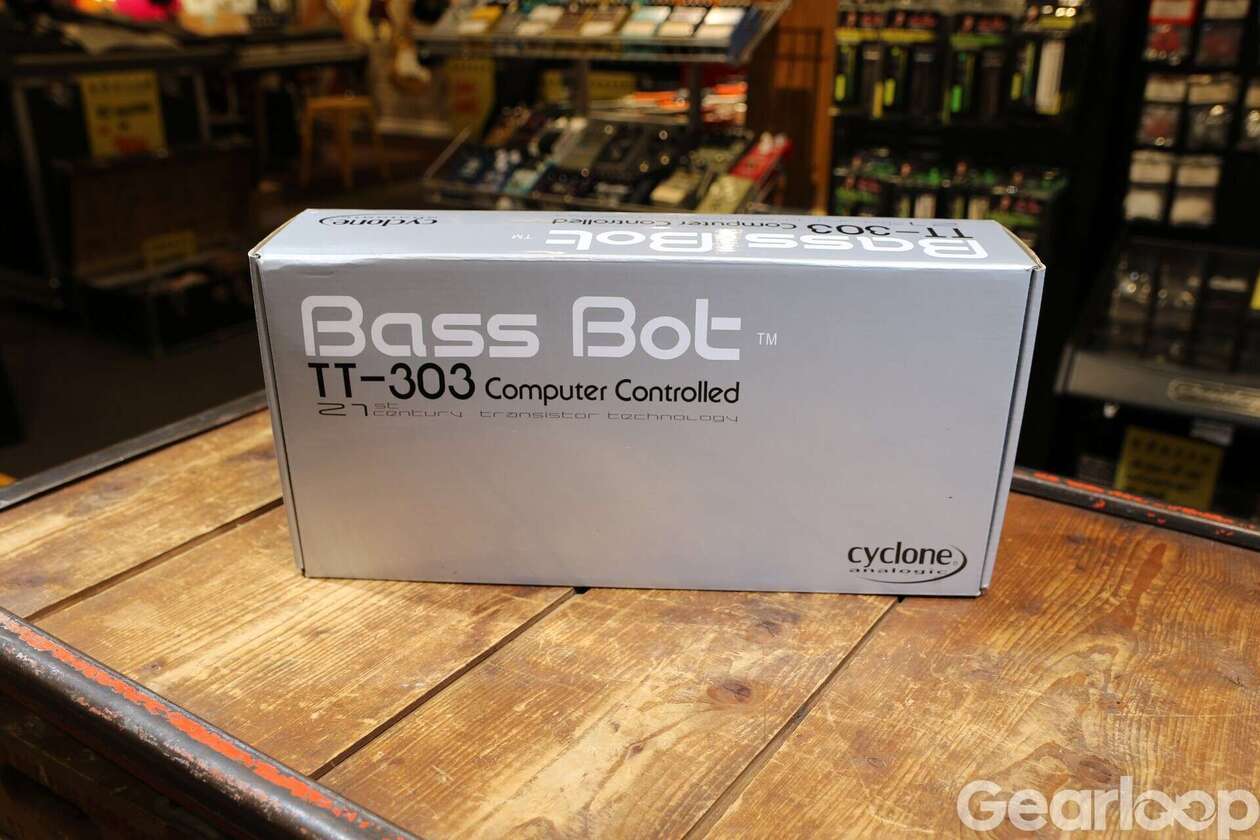 cyclone
Computer Controlled
TT-303
Bass Bot
TM
Bass Bot TM
TT-303 Computer Controlled
21st century transistor technology
cyclone
analogic
Gearloop